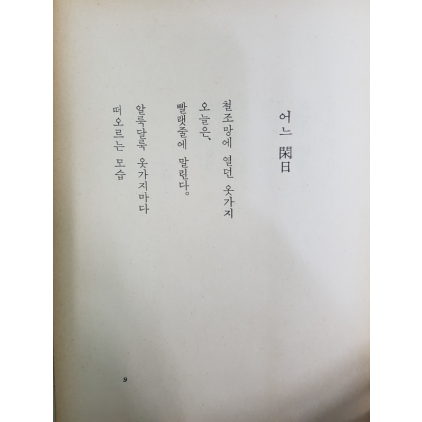 어느 閑日
철조망에 열던 옷가지
오늘은、
빨랫줄에 말린다。
알록달록 옷가지마다
떠오르는 모습
9